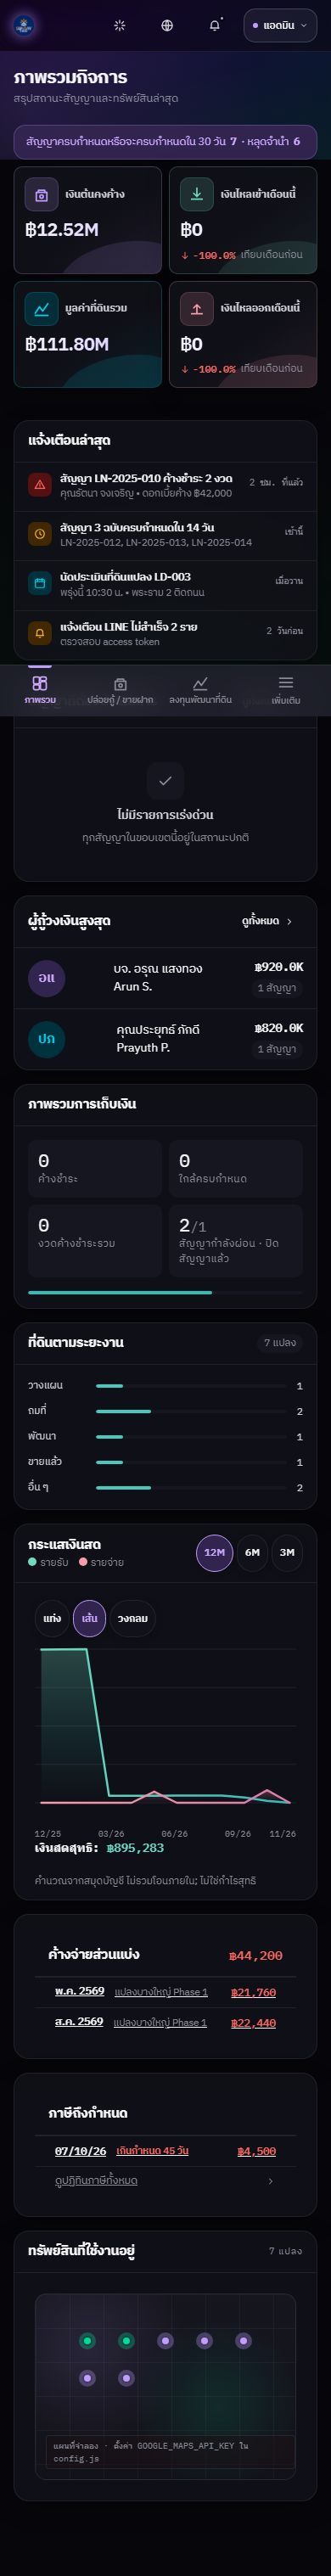 แอดมิน
ภาพรวมกิจการ
สรุปสถานะสัญญาและทรัพย์สินล่าสุด
สัญญาครบกำหนดหรือจะครบกำหนดใน 30 วัน 7 · หลุดจำนำ 6
เงินต้นคงค้าง
฿12.52M
เงินไหลเข้าเดือนนี้
฿0
↓ -100.0% เทียบเดือนก่อน
มูลค่าที่ดินรวม
฿111.80M
เงินไหลออกเดือนนี้
฿0
↓ -100.0% เทียบเดือนก่อน
แจ้งเตือนล่าสุด
สัญญา LN-2025-010 ค้างชำระ 2 งวด
2 ชม. ที่แล้ว
คุณรัตนา จงเจริญ • ดอกเบี้ยค้าง ฿42,000
สัญญา 3 ฉบับครบกำหนดใน 14 วัน
เช้านี้
LN-2025-012, LN-2025-013, LN-2025-014
นัดประเมินที่ดินแปลง LD-003
เมื่อวาน
พรุ่งนี้ 10:30 น. • พระราม 2 ตัดถนน
แจ้งเตือน LINE ไม่สำเร็จ 2 ราย
2 วันก่อน
ตรวจสอบ access token
ภาพรวม
ปล่อยกู้ / ขายฝาก
ลงทุนพัฒนาที่ดิน
เพิ่มเติม
ไม่มีรายการเร่งด่วน
ทุกสัญญาในขอบเขตนี้อยู่ในสถานะปกติ
ผู้กู้วงเงินสูงสุด
ดูทั้งหมด
อแ
บจ. อรุณ แสงทอง
Arun S.
฿920.0K
1 สัญญา
ปภ
คุณประยุทธ์ ภักดี
Prayuth P.
฿820.0K
1 สัญญา
ภาพรวมการเก็บเงิน
0
ค้างชำระ
0
ใกล้ครบกำหนด
0
งวดค้างชำระรวม
2/1
สัญญากำลังผ่อน · ปิด
สัญญาแล้ว
ที่ดินตามระยะงาน
7 แปลง
วางแผน 1
ถมที่ 2
พัฒนา 1
ขายแล้ว 1
อื่น ๆ 2
กระแสเงินสด
รายรับ รายจ่าย
12M 6M 3M
แท่ง เส้น วงกลม
12/25 03/26 06/26 09/26 11/26
เงินสดสุทธิ: ฿895,283
คำนวณจากสมุดบัญชี ไม่รวมโอนภายใน; ไม่ใช่กำไรสุทธิ
ค้างจ่ายส่วนแบ่ง
฿44,200
พ.ค. 2569 แปลงบางใหญ่ Phase 1 ฿21,760
ส.ค. 2569 แปลงบางใหญ่ Phase 1 ฿22,440
ภาษีถึงกำหนด
07/10/26 เกินกำหนด 45 วัน ฿4,500
ดูปฏิทินภาษีทั้งหมด
ทรัพย์สินที่ใช้งานอยู่
7 แปลง
แผนที่จำลอง · ตั้งค่า GOOGLE_MAPS_API_KEY ใน
config.js